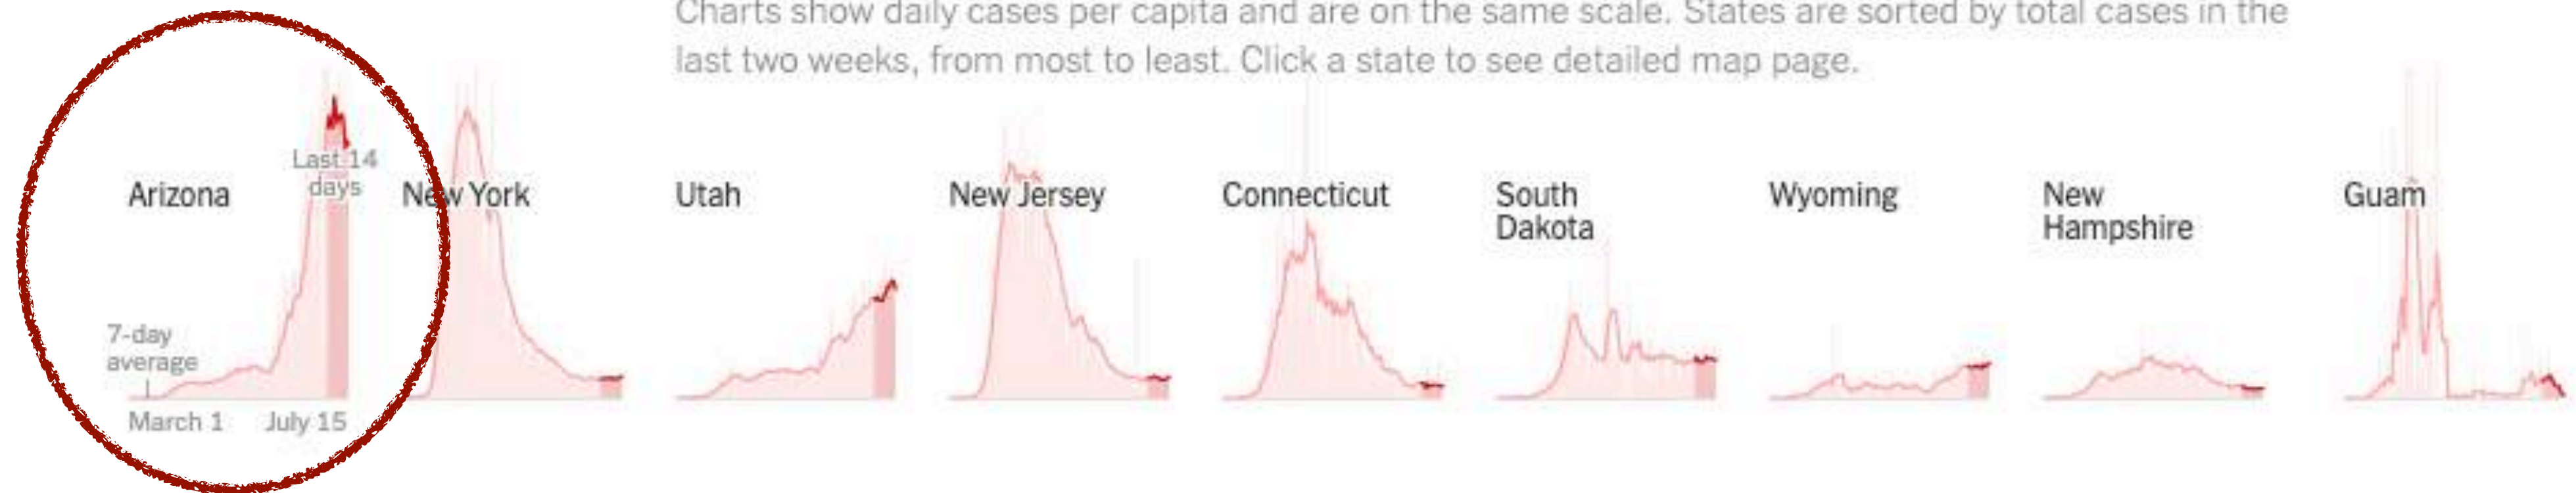 Charts show daily cases per capita and are on the same scale. States are sorted by total cases in the
last two weeks, from most to least. Click a state to see detailed map page.
Arizona
Last 14
days
7-day
average
March 1
July 15
New York
Utah
New Jersey
Connecticut
South
Dakota
Wyoming
New
Hampshire
Guam